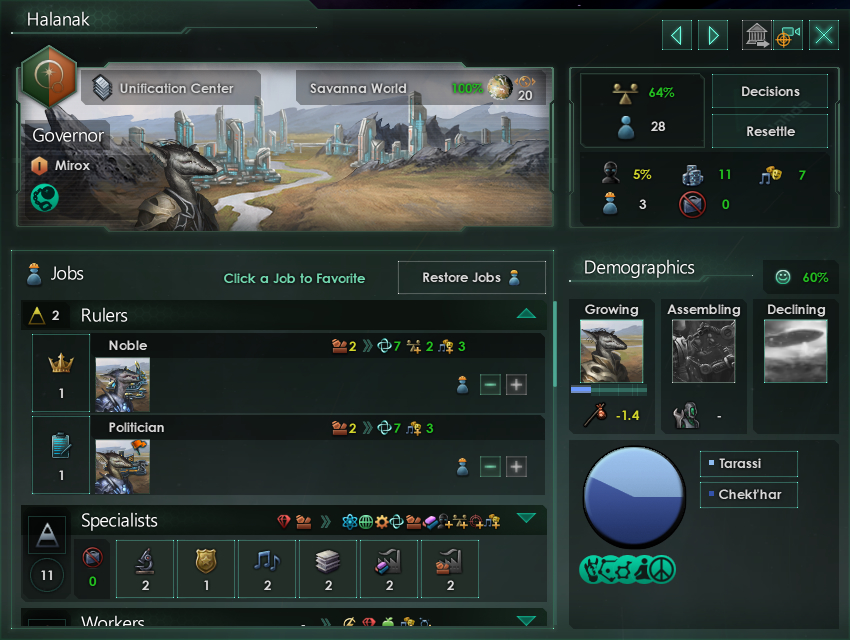 Halanak
Unification Center
Savanna World
100%
20
Governor
Mirox
64%
28
Decisions
Resettle
5%
11
7
3
0
Jobs
Click a Job to Favorite
Restore Jobs
2
Rulers
1
Noble
2
7
2
3
1
Politician
2
7
3
Specialists
11
0
2
1
2
2
2
2
Workers
Demographics
60%
Growing
Assembling
Declining
-1.4
-
Tarassi
Chekt'har